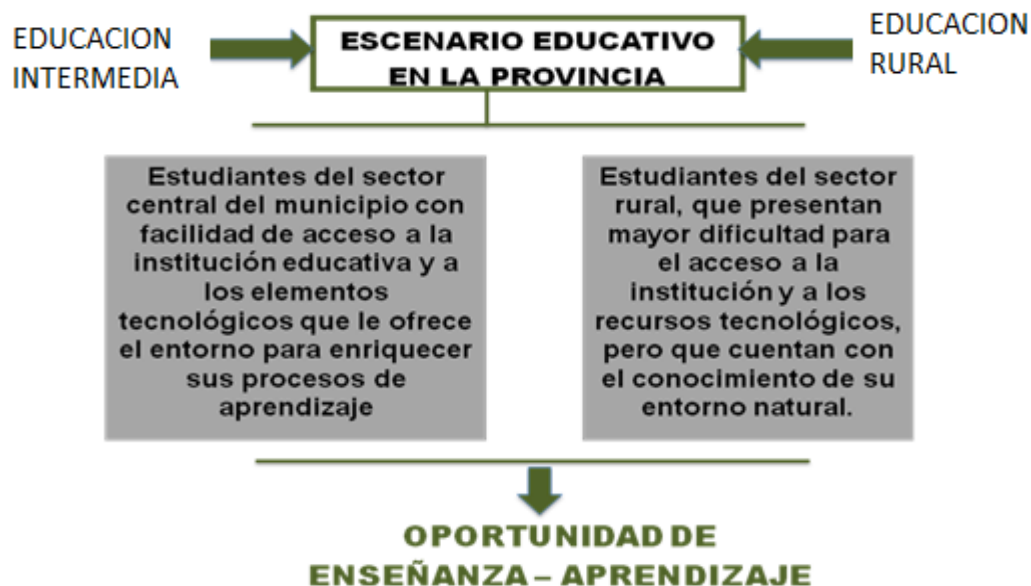 EDUCACION
INTERMEDIA
ESCENARIO EDUCATIVO
EN LA PROVINCIA
EDUCACION
RURAL
Estudiantes del sector
central del municipio con
facilidad de acceso a la
institución educativa y a
los elementos
tecnológicos que le ofrece
el entorno para enriquecer
sus procesos de
aprendizaje
Estudiantes del sector
rural, que presentan
mayor dificultad para
el acceso a la
institución y a los
recursos tecnológicos,
pero que cuentan con
el conocimiento de su
entorno natural.
OPORTUNIDAD DE
ENSEÑANZA – APRENDIZAJE